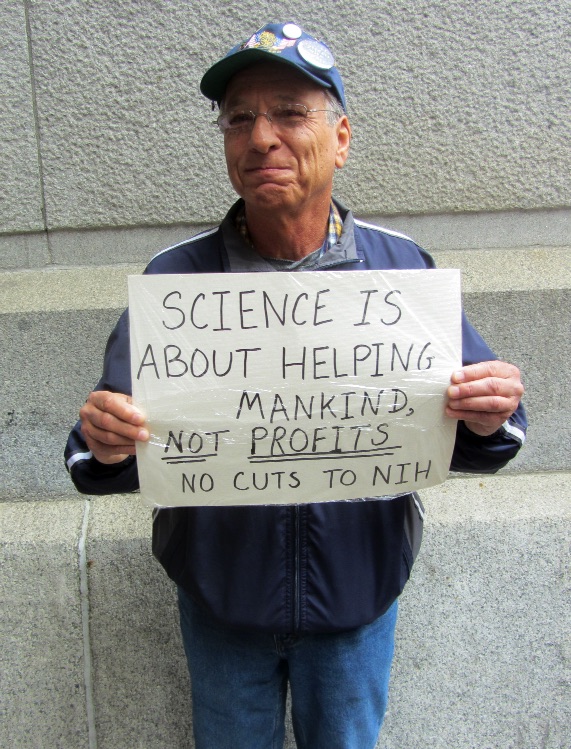 SCIENCE IS
ABOUT HELPING
MANKIND,
NOT PROFITS
NO CUTS TO NIH